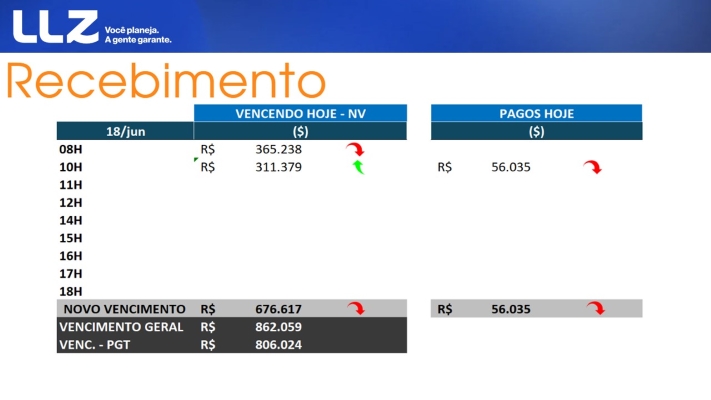 LLZ
Você planeja.
A gente garante.
Recebimento
VENCENDO HOJE - NV PAGOS HOJE
18/jun ($) ($)
08H R$ 365.238
10H R$ 311.379 R$ 56.035
11H
12H
14H
15H
16H
17H
18H
NOVO VENCIMENTO R$ 676.617 R$ 56.035
VENCIMENTO GERAL R$ 862.059
VENC. - PGT R$ 806.024